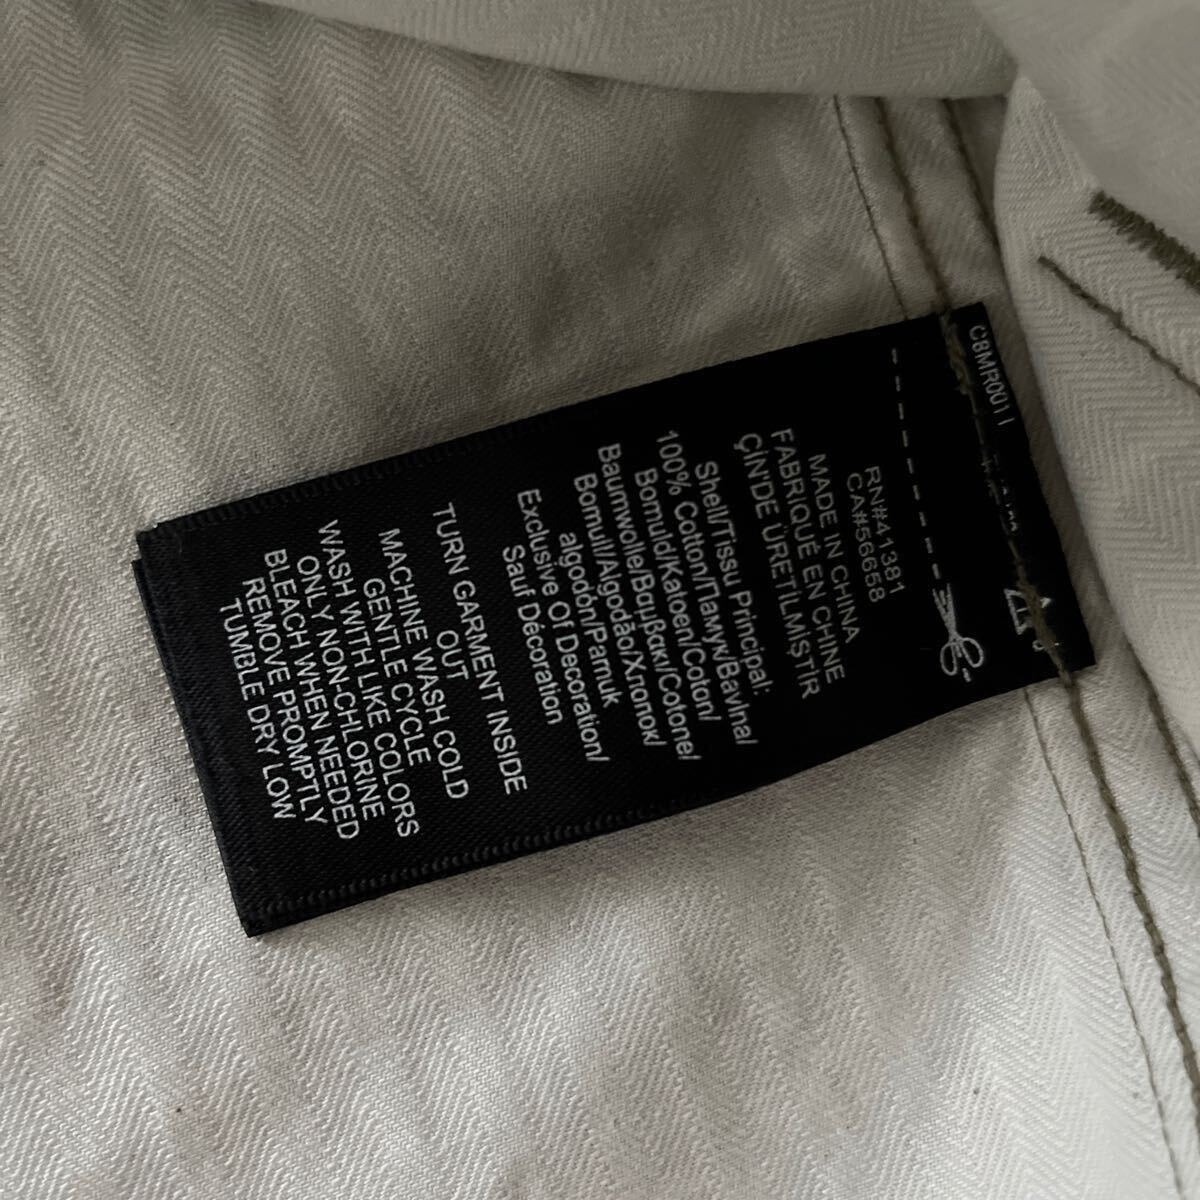 C8MR001I
RN#41381
CA#56658
MADE IN CHINA
FABRIQUÉ EN CHINE
ÇİN'DE ÜRETİLMİŞTİR
Shell/Tissu Principal:
100% Cotton/Памук/Bavlna/
Bomuld/Katoen/Coton/
Baumwolle/Βαμβακι/Cotone/
Bomull/Algodão/Хлопок/
algodón/Pamuk
Exclusive Of Decoration/
Sauf Décoration
TURN GARMENT INSIDE
OUT
MACHINE WASH COLD
GENTLE CYCLE
WASH WITH LIKE COLORS
ONLY NON-CHLORINE
BLEACH WHEN NEEDED
REMOVE PROMPTLY
TUMBLE DRY LOW